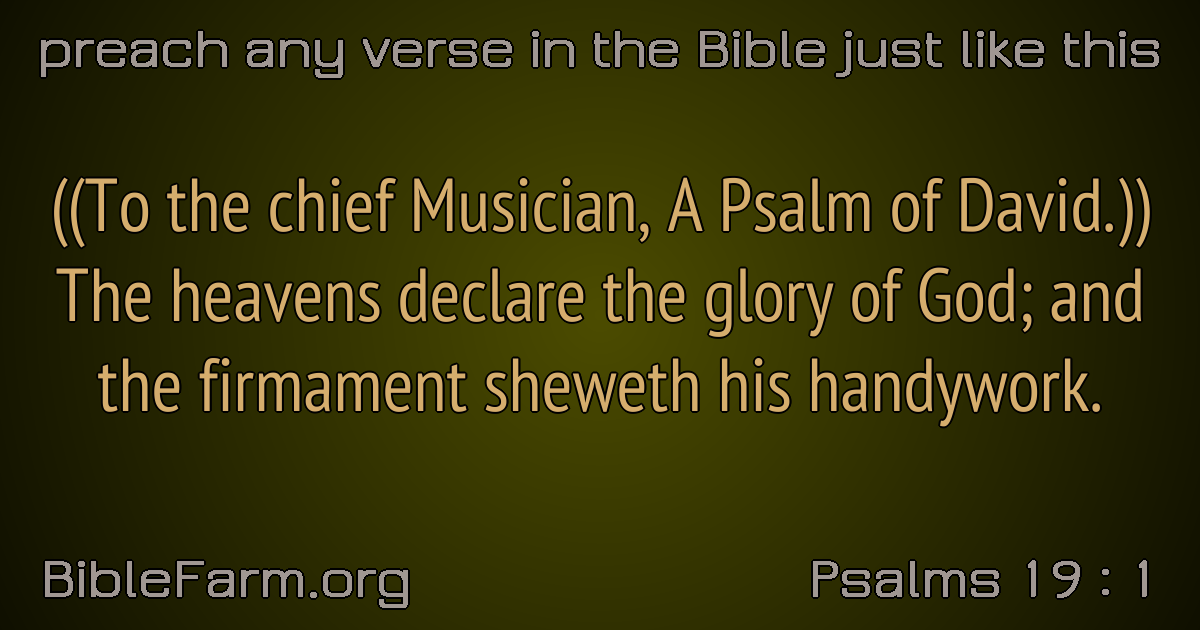 preach any verse in the Bible just like this
((To the chief Musician, A Psalm of David.))
The heavens declare the glory of God; and
the firmament sheweth his handywork.
BibleFarm.org
Psalms 19 : 1